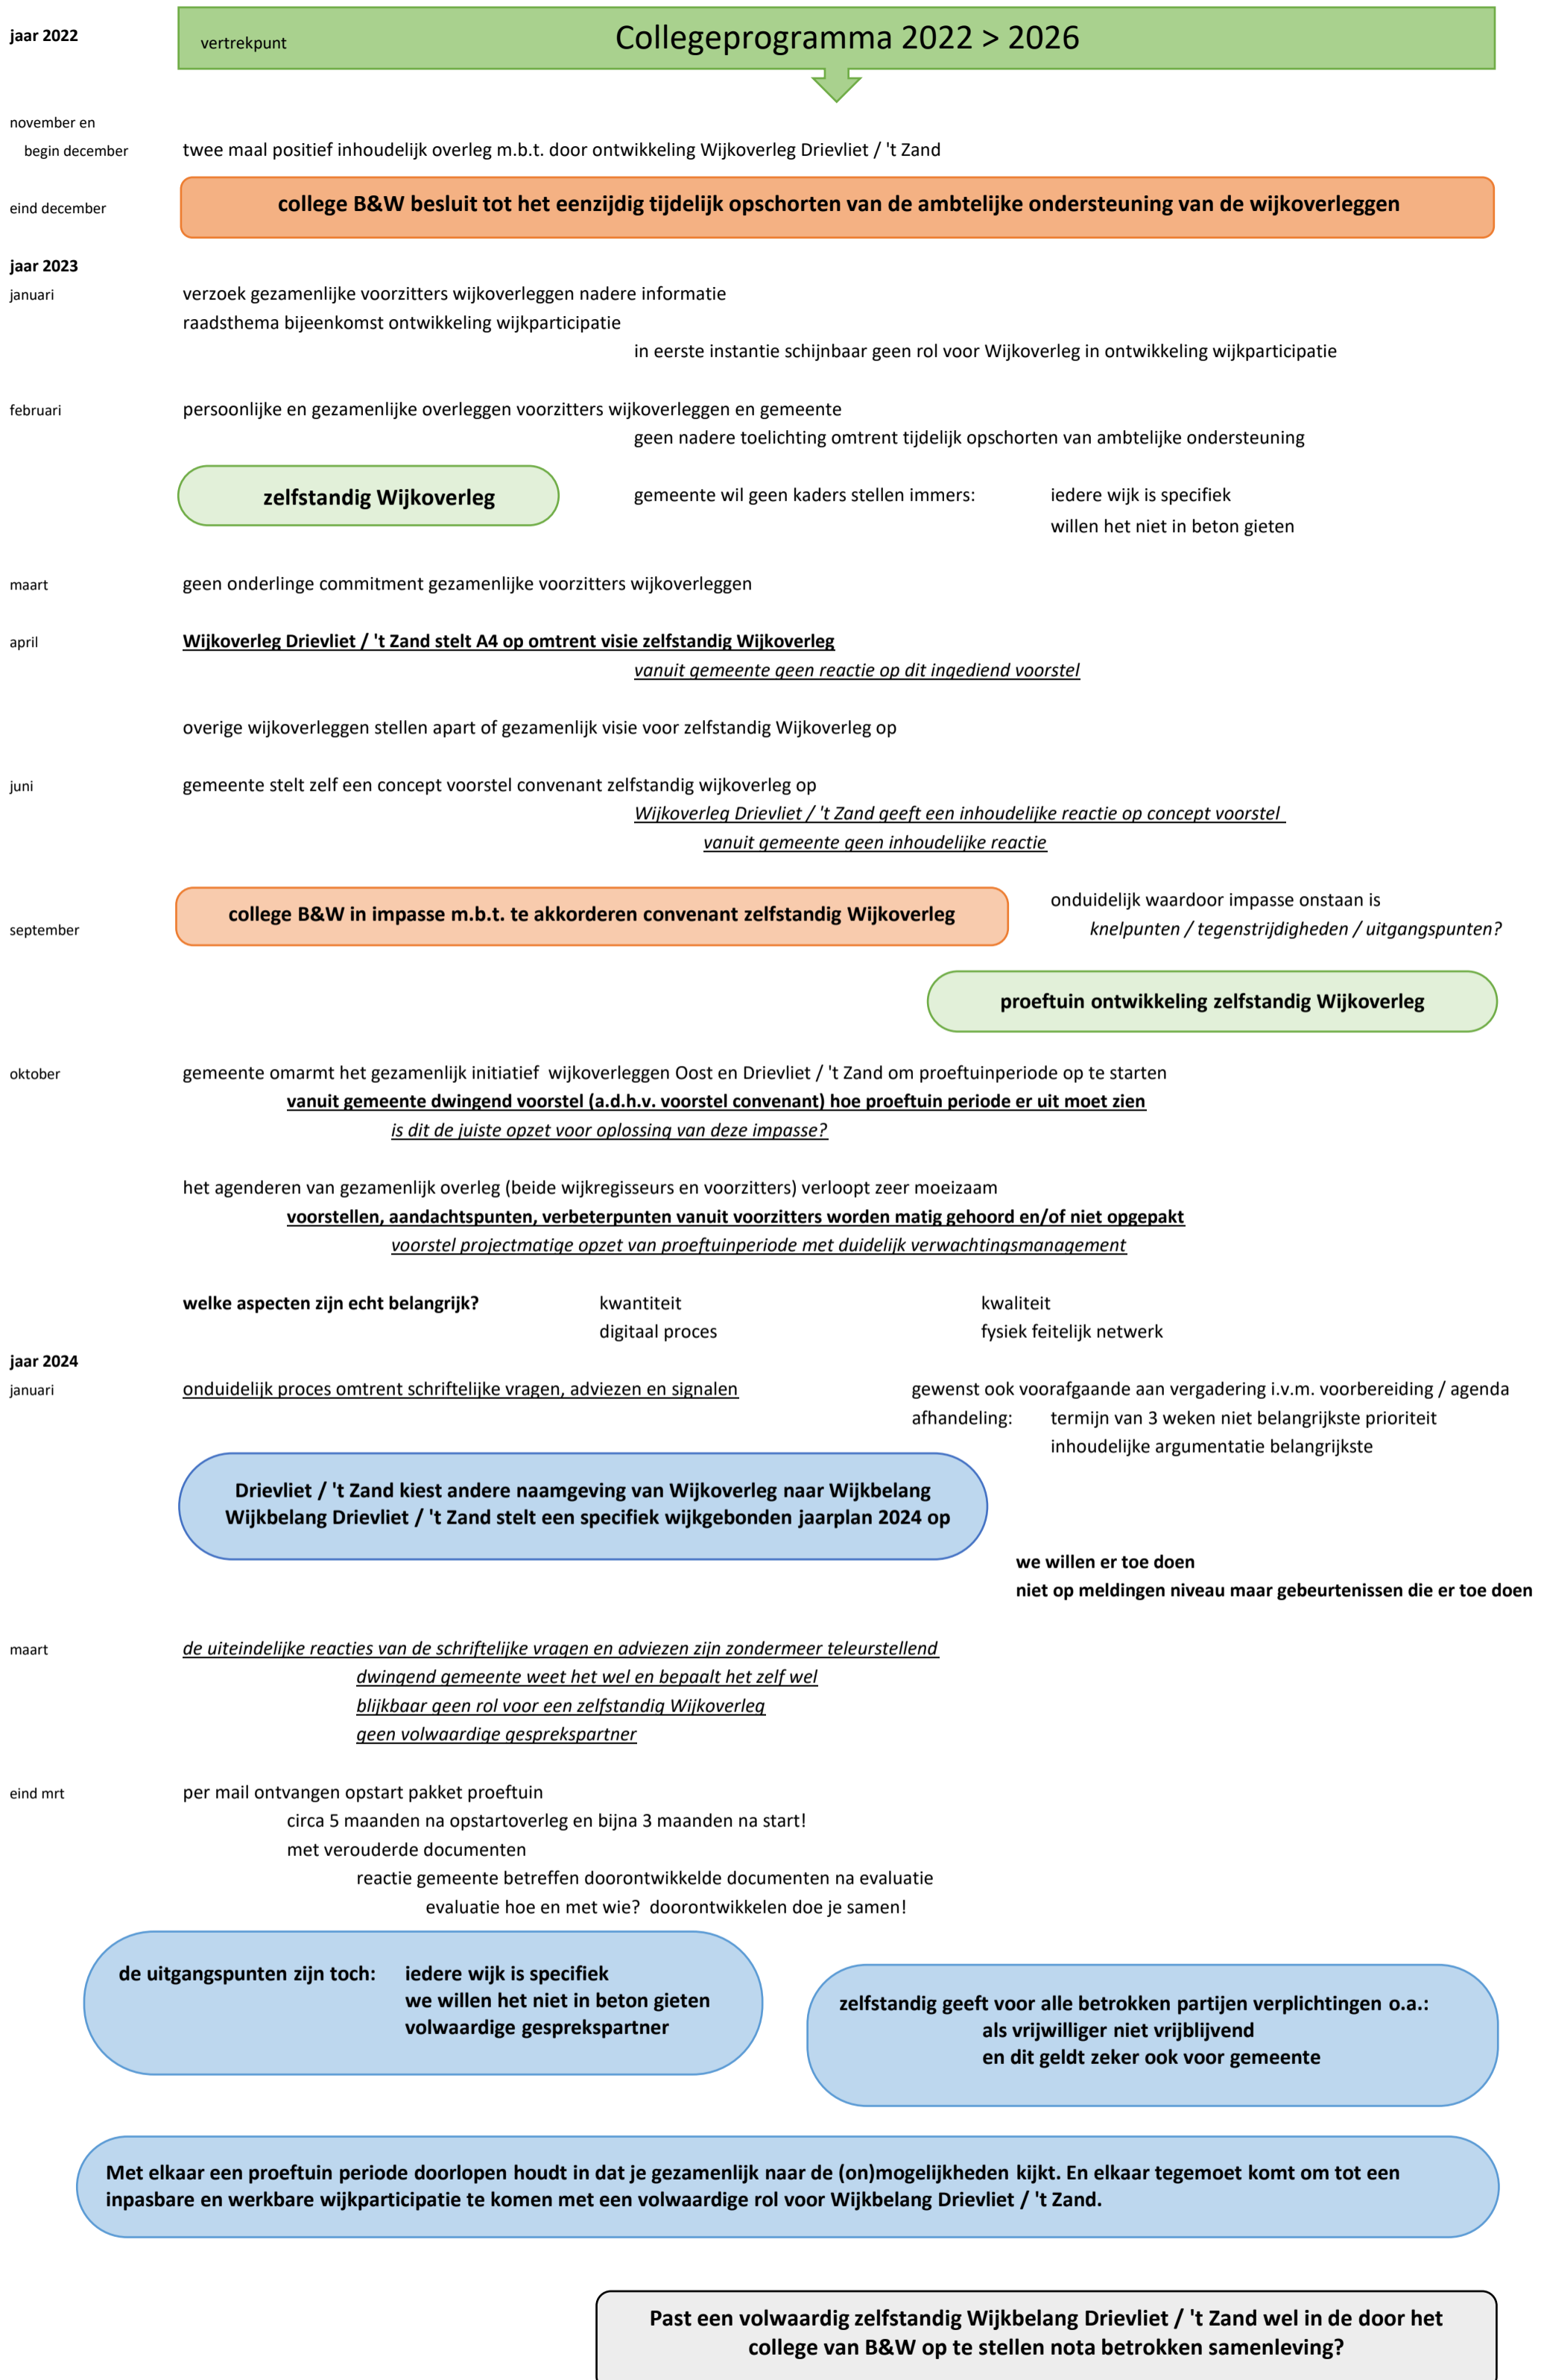 jaar 2022
vertrekpunt
Collegeprogramma 2022 > 2026
november en
begin december
twee maal positief inhoudelijk overleg m.b.t. door ontwikkeling Wijkoverleg Drievliet / 't Zand
eind december
college B&W besluit tot het eenzijdig tijdelijk opschorten van de ambtelijke ondersteuning van de wijkoverleggen
jaar 2023
januari
verzoek gezamenlijke voorzitters wijkoverleggen nadere informatie
raadsthema bijeenkomst ontwikkeling wijkparticipatie
in eerste instantie schijnbaar geen rol voor Wijkoverleg in ontwikkeling wijkparticipatie
februari
persoonlijke en gezamenlijke overleggen voorzitters wijkoverleggen en gemeente
geen nadere toelichting omtrent tijdelijk opschorten van ambtelijke ondersteuning
zelfstandig Wijkoverleg
gemeente wil geen kaders stellen immers:
iedere wijk is specifiek
willen het niet in beton gieten
maart
geen onderlinge commitment gezamenlijke voorzitters wijkoverleggen
april
Wijkoverleg Drievliet / 't Zand stelt A4 op omtrent visie zelfstandig Wijkoverleg
vanuit gemeente geen reactie op dit ingediend voorstel
overige wijkoverleggen stellen apart of gezamenlijk visie voor zelfstandig Wijkoverleg op
juni
gemeente stelt zelf een concept voorstel convenant zelfstandig wijkoverleg op
Wijkoverleg Drievliet / 't Zand geeft een inhoudelijke reactie op concept voorstel
vanuit gemeente geen inhoudelijke reactie
september
college B&W in impasse m.b.t. te akkorderen convenant zelfstandig Wijkoverleg
onduidelijk waardoor impasse onstaan is
knelpunten / tegenstrijdigheden / uitgangspunten?
proeftuin ontwikkeling zelfstandig Wijkoverleg
oktober
gemeente omarmt het gezamenlijk initiatief wijkoverleggen Oost en Drievliet / 't Zand om proeftuinperiode op te starten
vanuit gemeente dwingend voorstel (a.d.h.v. voorstel convenant) hoe proeftuin periode er uit moet zien
is dit de juiste opzet voor oplossing van deze impasse?
het agenderen van gezamenlijk overleg (beide wijkregisseurs en voorzitters) verloopt zeer moeizaam
voorstellen, aandachtspunten, verbeterpunten vanuit voorzitters worden matig gehoord en/of niet opgepakt
voorstel projectmatige opzet van proeftuinperiode met duidelijk verwachtingsmanagement
welke aspecten zijn echt belangrijk?
kwantiteit
kwaliteit
digitaal proces
fysiek feitelijk netwerk
jaar 2024
januari
onduidelijk proces omtrent schriftelijke vragen, adviezen en signalen
gewenst ook voorafgaande aan vergadering i.v.m. voorbereiding / agenda
afhandeling:
termijn van 3 weken niet belangrijkste prioriteit
inhoudelijke argumentatie belangrijkste
Drievliet / 't Zand kiest andere naamgeving van Wijkoverleg naar Wijkbelang
Wijkbelang Drievliet / 't Zand stelt een specifiek wijkgebonden jaarplan 2024 op
we willen er toe doen
niet op meldingen niveau maar gebeurtenissen die er toe doen
maart
de uiteindelijke reacties van de schriftelijke vragen en adviezen zijn zondermeer teleurstellend
dwingend gemeente weet het wel en bepaalt het zelf wel
blijkbaar geen rol voor een zelfstandig Wijkoverleg
geen volwaardige gesprekspartner
eind mrt
per mail ontvangen opstart pakket proeftuin
circa 5 maanden na opstartoverleg en bijna 3 maanden na start!
met verouderde documenten
reactie gemeente betreffen doorontwikkelde documenten na evaluatie
evaluatie hoe en met wie? doorontwikkelen doe je samen!
de uitgangspunten zijn toch:
iedere wijk is specifiek
we willen het niet in beton gieten
volwaardige gesprekspartner
zelfstandig geeft voor alle betrokken partijen verplichtingen o.a.:
als vrijwilliger niet vrijblijvend
en dit geldt zeker ook voor gemeente
Met elkaar een proeftuin periode doorlopen houdt in dat je gezamenlijk naar de (on)mogelijkheden kijkt. En elkaar tegemoet komt om tot een
inpasbare en werkbare wijkparticipatie te komen met een volwaardige rol voor Wijkbelang Drievliet / 't Zand.
Past een volwaardig zelfstandig Wijkbelang Drievliet / 't Zand wel in de door het
college van B&W op te stellen nota betrokken samenleving?